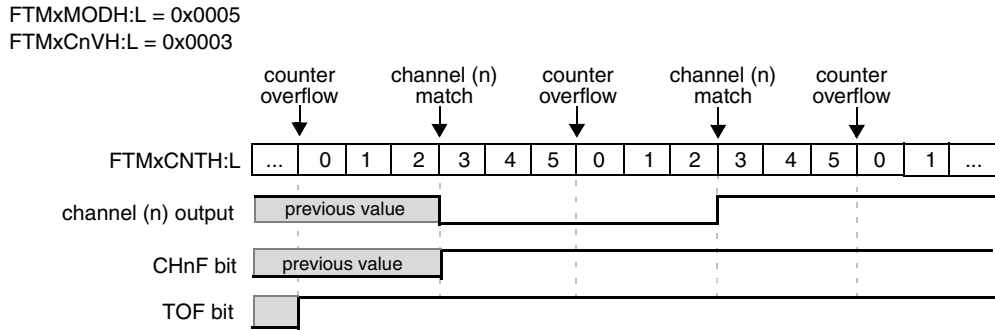 FTMxMODH:L = 0x0005
FTMxCnVH:L = 0x0003
counter overflow
channel (n) match
counter overflow
channel (n) match
counter overflow
FTMxCNTH:L ... 0 1 2 3 4 5 0 1 2 3 4 5 0 1 ...
channel (n) output previous value
CHnF bit previous value
TOF bit